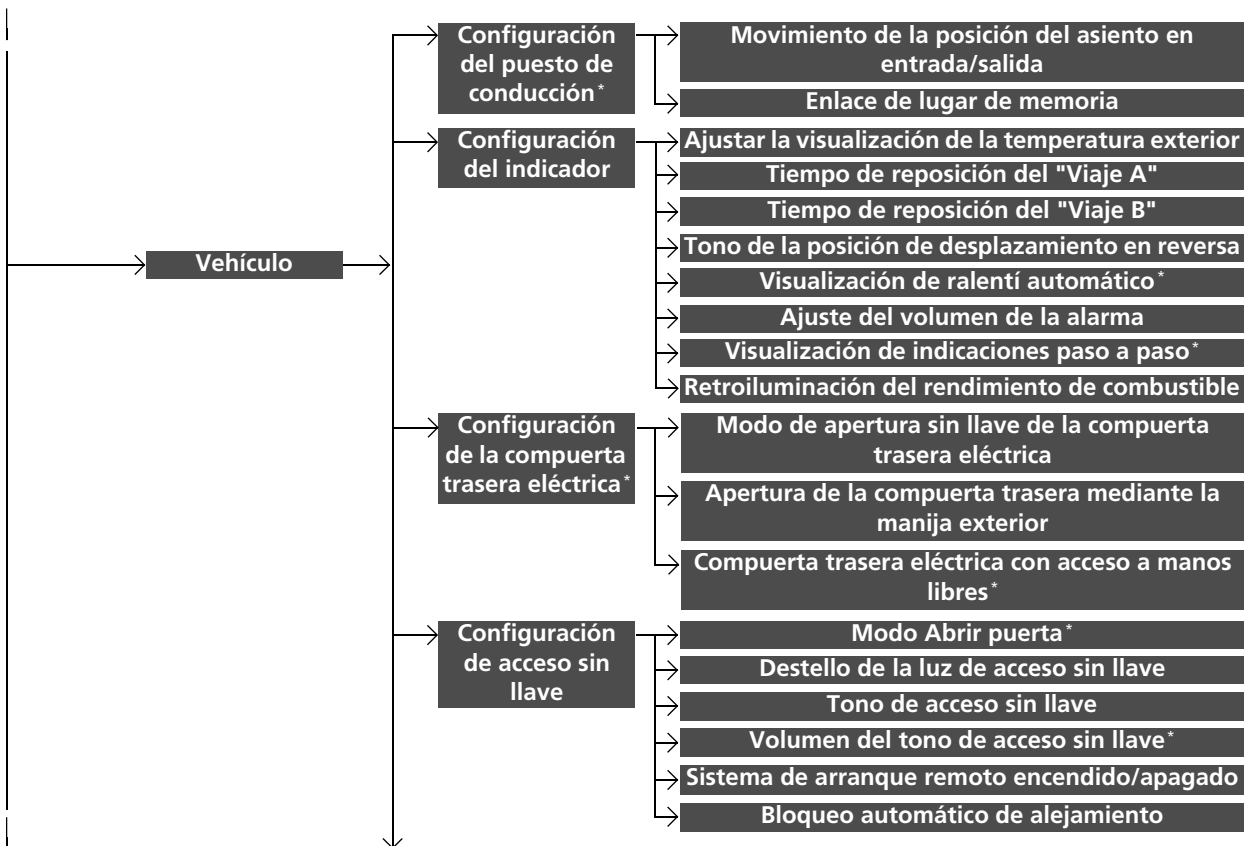 Vehículo
Configuración
del puesto de
conducción*
Movimiento de la posición del asiento en
entrada/salida
Enlace de lugar de memoria
Configuración
del indicador
Ajustar la visualización de la temperatura exterior
Tiempo de reposición del "Viaje A"
Tiempo de reposición del "Viaje B"
Tono de la posición de desplazamiento en reversa
Visualización de ralentí automático*
Ajuste del volumen de la alarma
Visualización de indicaciones paso a paso*
Retroiluminación del rendimiento de combustible
Configuración
de la compuerta
trasera eléctrica*
Modo de apertura sin llave de la compuerta
trasera eléctrica
Apertura de la compuerta trasera mediante la
manija exterior
Compuerta trasera eléctrica con acceso a manos
libres*
Configuración
de acceso sin
llave
Modo Abrir puerta*
Destello de la luz de acceso sin llave
Tono de acceso sin llave
Volumen del tono de acceso sin llave*
Sistema de arranque remoto encendido/apagado
Bloqueo automático de alejamiento